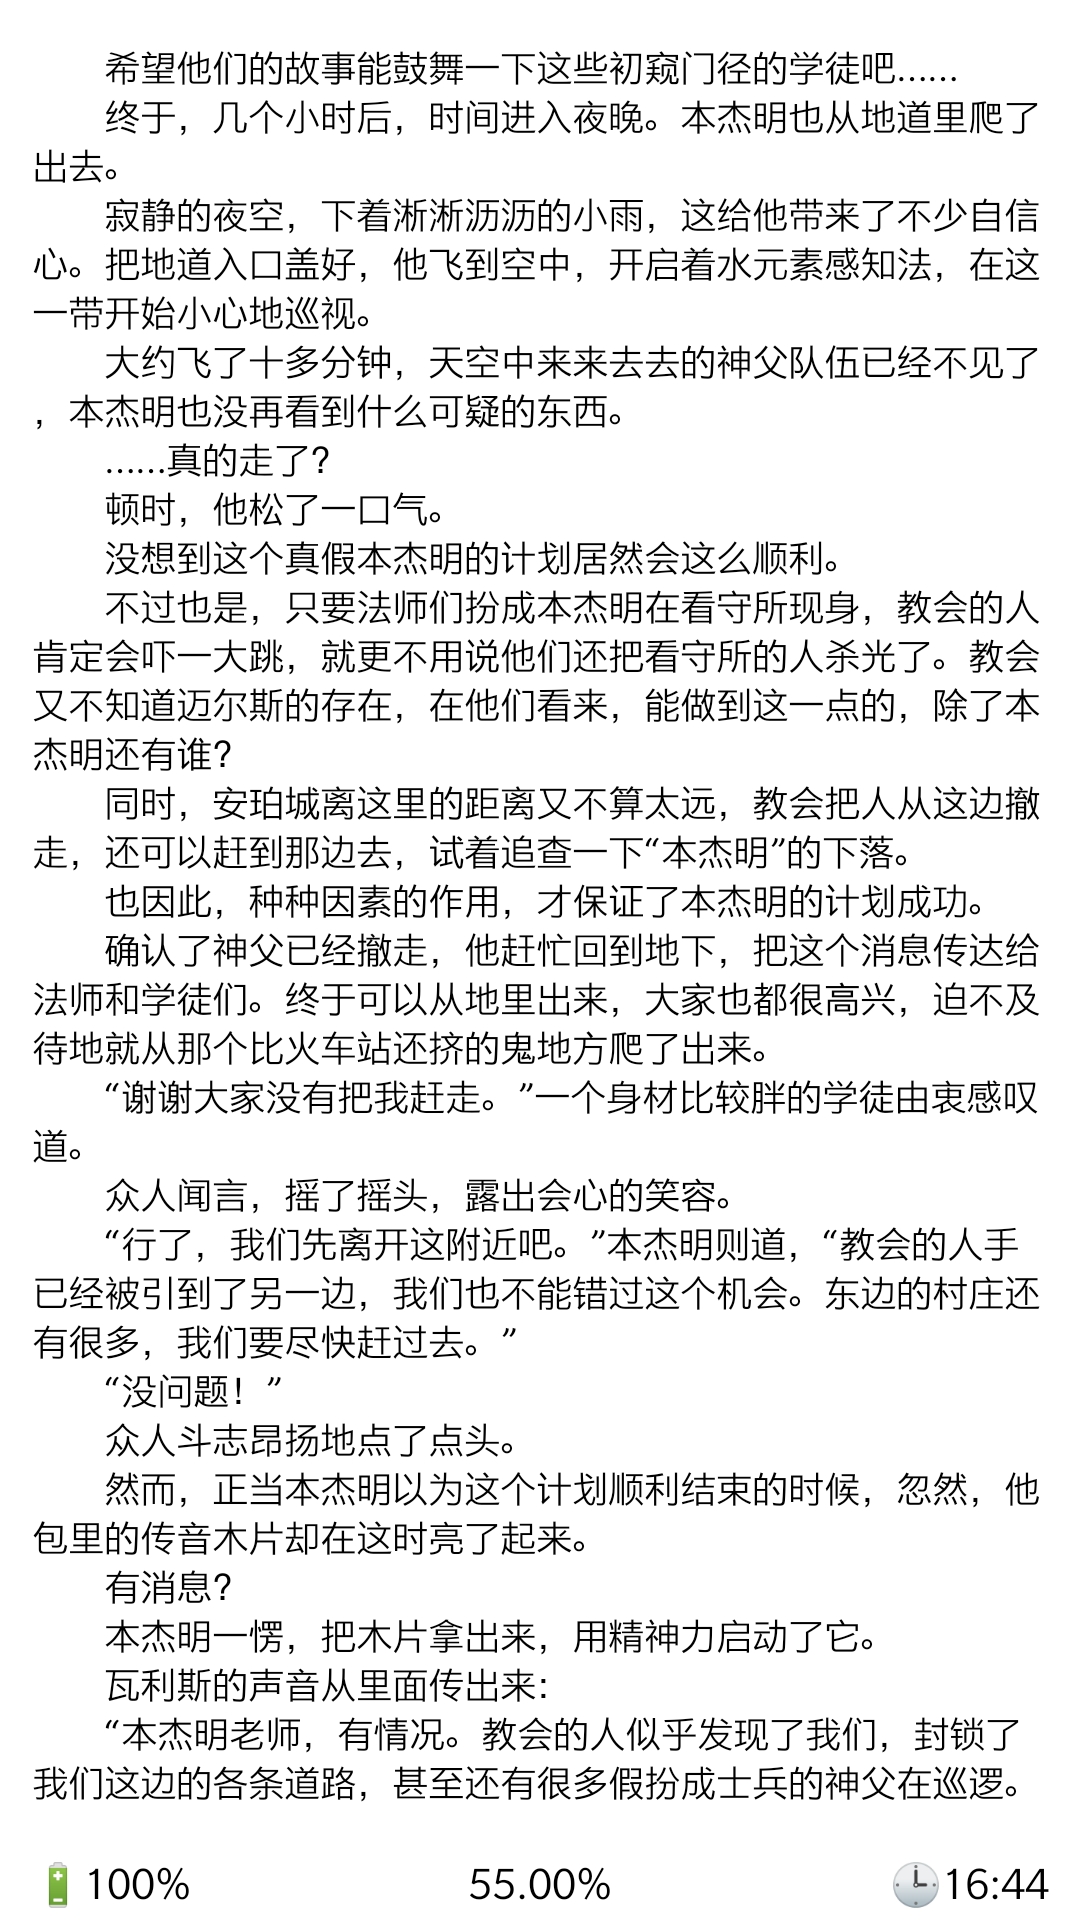 希望他们的故事能鼓舞一下这些初窥门径的学徒吧……
终于，几个小时后，时间进入夜晚。本杰明也从地道里爬了
出去。
寂静的夜空，下着淅淅沥沥的小雨，这给他带来了不少自信
心。把地道入口盖好，他飞到空中，开启着水元素感知法，在这
一带开始小心地巡视。
大约飞了十多分钟，天空中来来去去的神父队伍已经不见了
，本杰明也没再看到什么可疑的东西。
……真的走了？
顿时，他松了一口气。
没想到这个真假本杰明的计划居然会这么顺利。
不过也是，只要法师们扮成本杰明在看守所现身，教会的人
肯定会吓一大跳，就更不用说他们还把看守所的人杀光了。教会
又不知道迈尔斯的存在，在他们看来，能做到这一点的，除了本
杰明还有谁？
同时，安珀城离这里的距离又不算太远，教会把人从这边撤
走，还可以赶到那边去，试着追查一下“本杰明”的下落。
也因此，种种因素的作用，才保证了本杰明的计划成功。
确认了神父已经撤走，他赶忙回到地下，把这个消息传达给
法师和学徒们。终于可以从地里出来，大家也都很高兴，迫不及
待地就从那个比火车站还挤的鬼地方爬了出来。
“谢谢大家没有把我赶走。”一个身材比较胖的学徒由衷感叹
道。
众人闻言，摇了摇头，露出会心的笑容。
“行了，我们先离开这附近吧。”本杰明则道，“教会的人手
已经被引到了另一边，我们也不能错过这个机会。东边的村庄还
有很多，我们要尽快赶过去。”
“没问题！”
众人斗志昂扬地点了点头。
然而，正当本杰明以为这个计划顺利结束的时候，忽然，他
包里的传音木片却在这时亮了起来。
有消息？
本杰明一愣，把木片拿出来，用精神力启动了它。
瓦利斯的声音从里面传出来：
“本杰明老师，有情况。教会的人似乎发现了我们，封锁了
我们这边的各条道路，甚至还有很多假扮成士兵的神父在巡逻。
100% 55.00% 16:44